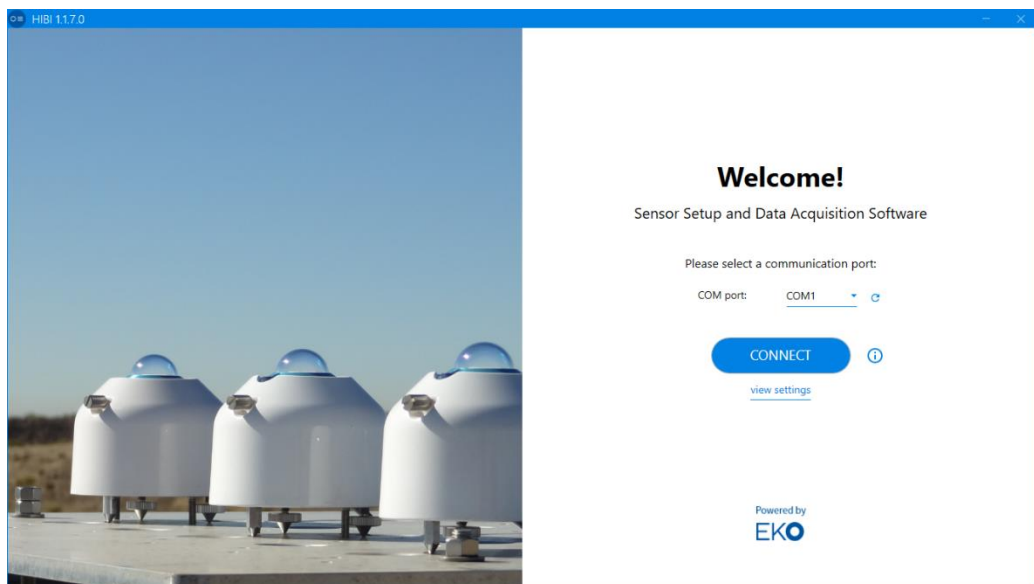 HIBI 1.1.7.0
Welcome!
Sensor Setup and Data Acquisition Software
Please select a communication port:
COM port: COM1
CONNECT
view settings
Powered by
EKO